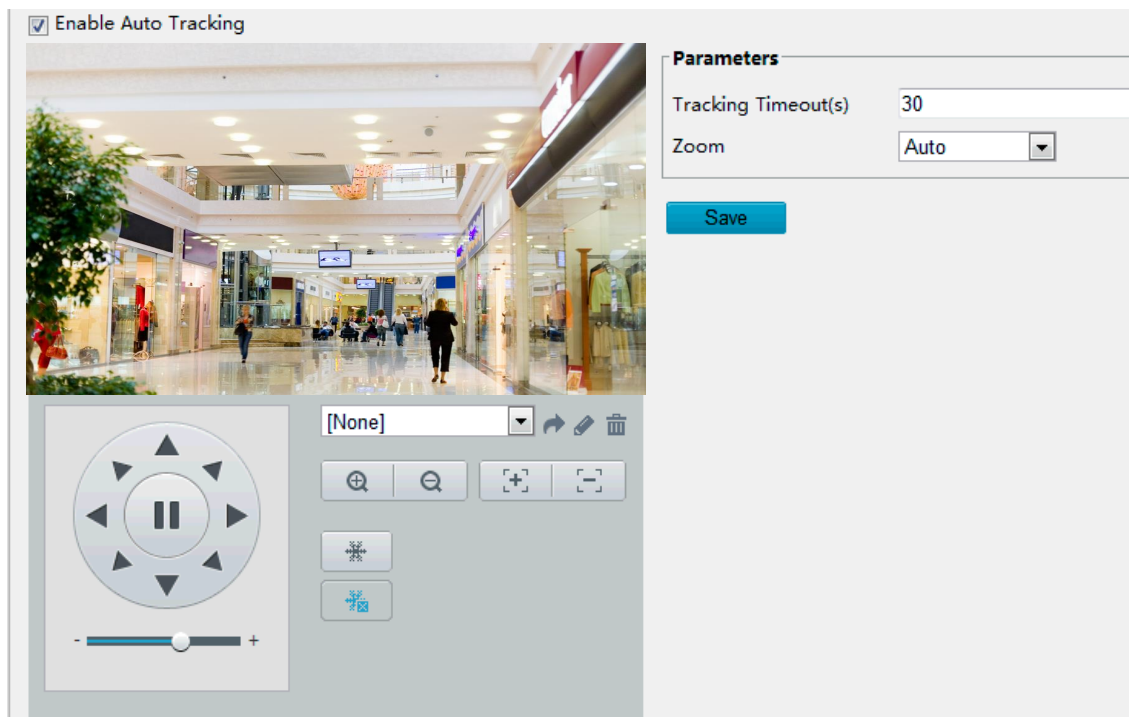 Enable Auto Tracking
Parameters
Tracking Timeout(s) 30
Zoom Auto
Save
[None]
- +